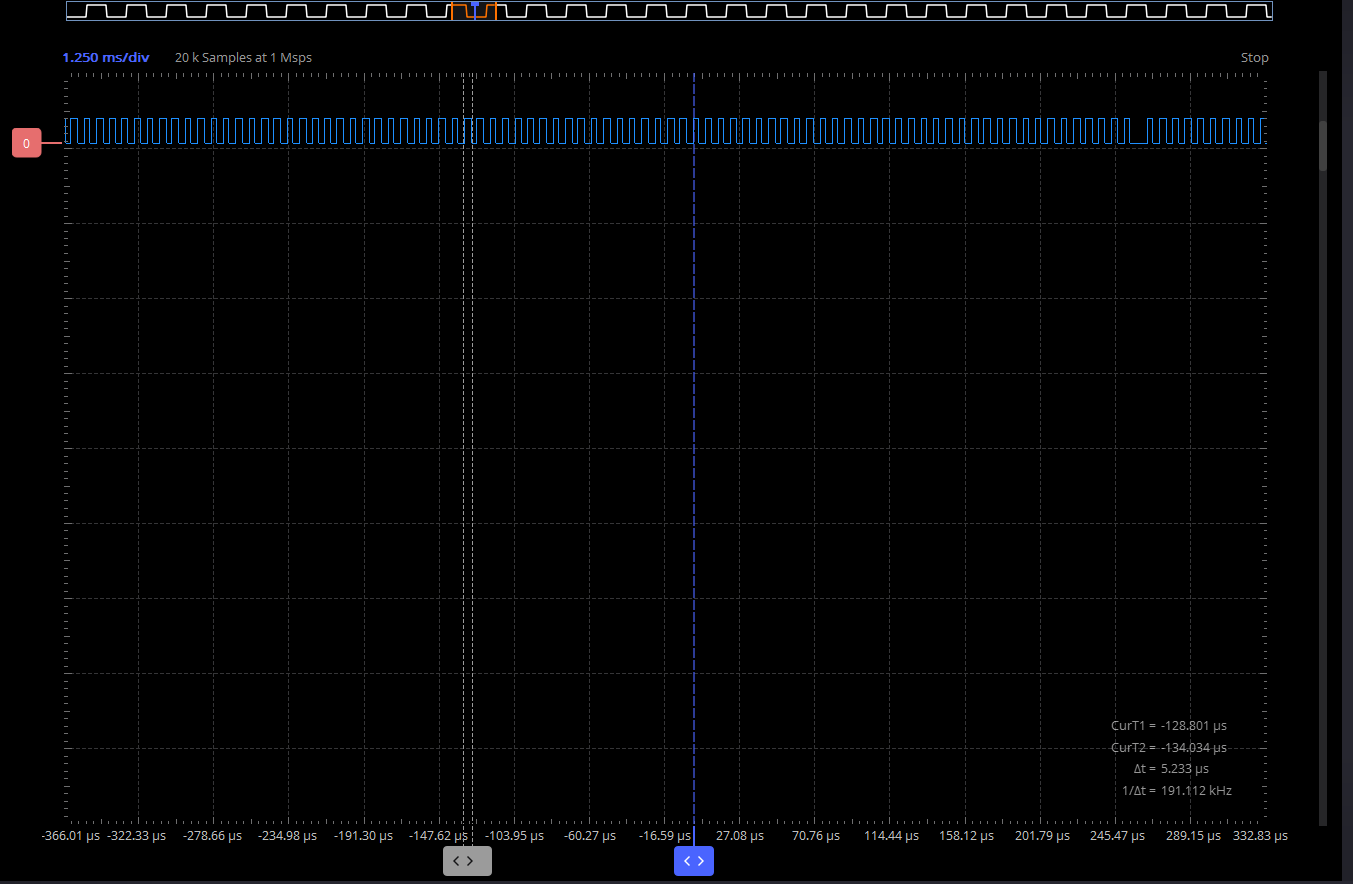 1.250 ms/div 20 k Samples at 1 Msps Stop
0
CurT1 = -128.801 µs
CurT2 = -134.034 µs
Δt = 5.233 µs
1/Δt = 191.112 kHz
-366.01 µs -322.33 µs -278.66 µs -234.98 µs -191.30 µs -147.62 µs -103.95 µs -60.27 µs -16.59 µs 27.08 µs 70.76 µs 114.44 µs 158.12 µs 201.79 µs 245.47 µs 289.15 µs 332.83 µs